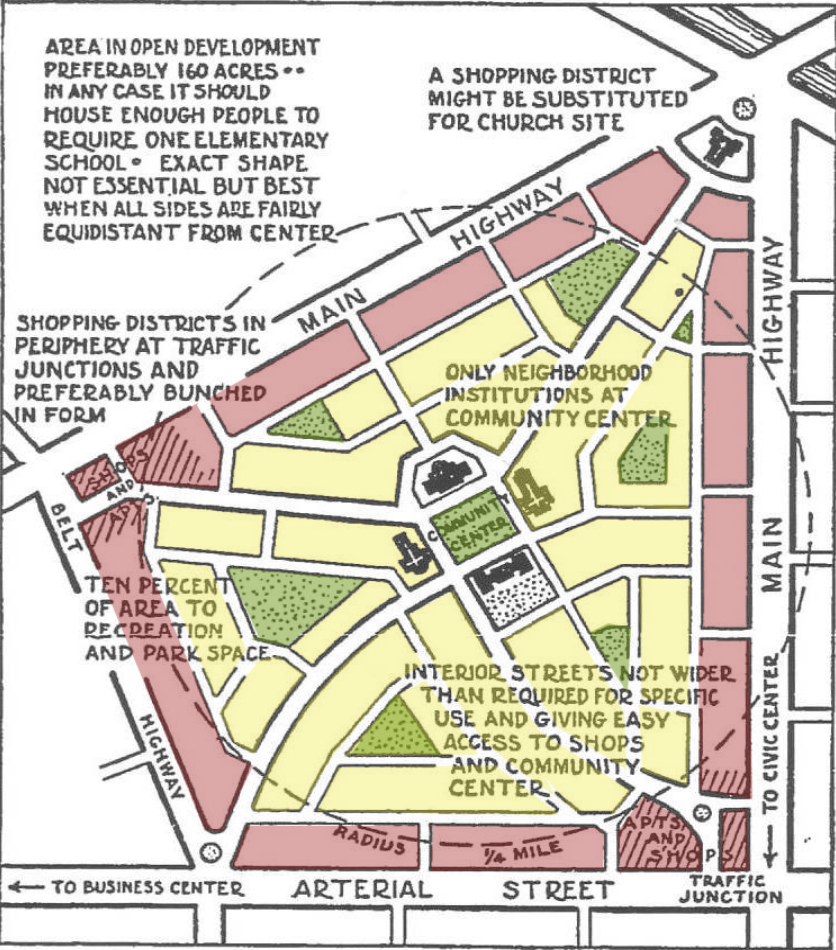 AREA IN OPEN DEVELOPMENT
PREFERABLY 160 ACRES··
IN ANY CASE IT SHOULD
HOUSE ENOUGH PEOPLE TO
REQUIRE ONE ELEMENTARY
SCHOOL· EXACT SHAPE
NOT ESSENTIAL BUT BEST
WHEN ALL SIDES ARE FAIRLY
EQUIDISTANT FROM CENTER
A SHOPPING DISTRICT
MIGHT BE SUBSTITUTED
FOR CHURCH SITE
MAIN HIGHWAY
HIGHWAY
MAIN
SHOPPING DISTRICTS IN
PERIPHERY AT TRAFFIC
JUNCTIONS AND
PREFERABLY BUNCHED
IN FORM
ONLY NEIGHBORHOOD
INSTITUTIONS AT
COMMUNITY CENTER
SHOPS
AND
APTS
BELT
HIGHWAY
COMMUNITY
CENTER
TEN PERCENT
OF AREA TO
RECREATION
AND PARK SPACE
INTERIOR STREETS NOT WIDER
THAN REQUIRED FOR SPECIFIC
USE AND GIVING EASY
ACCESS TO SHOPS
AND COMMUNITY
CENTER
TO CIVIC CENTER
RADIUS 1/4 MILE
APTS
AND
SHOPS
TRAFFIC
JUNCTION
← TO BUSINESS CENTER ARTERIAL STREET